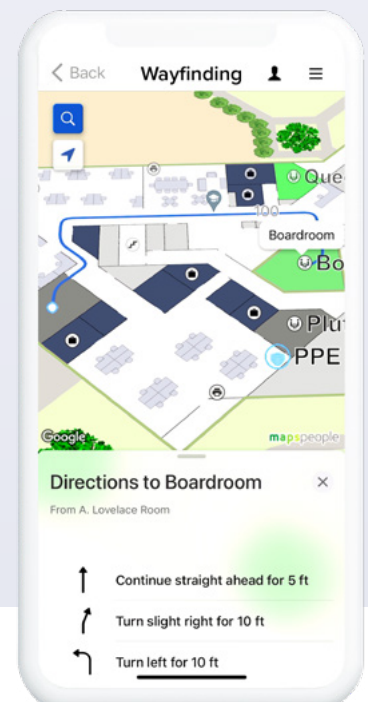 Back
Wayfinding
Que
100
Boardroom
Bo
Plu
PPE
Google
mapspeople
Directions to Boardroom
From A. Lovelace Room
Continue straight ahead for 5 ft
Turn slight right for 10 ft
Turn left for 10 ft